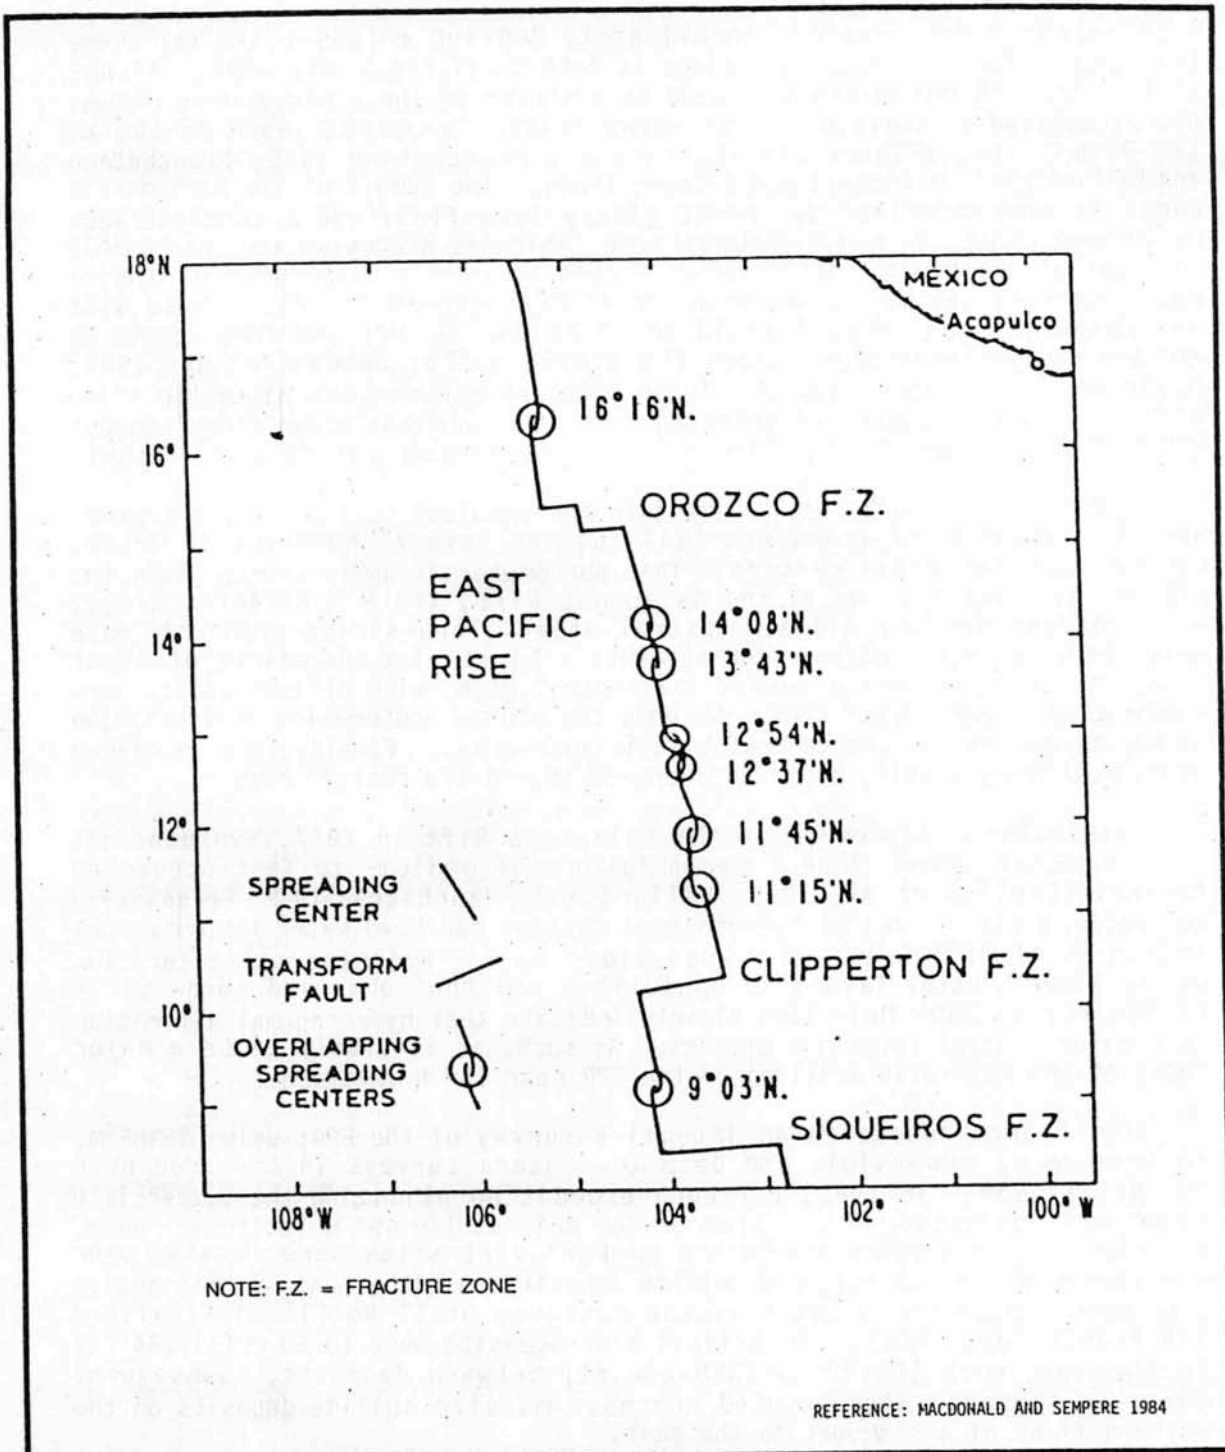 18°N
MEXICO
Acapulco
16°16'N.
16°
OROZCO F.Z.
EAST
PACIFIC
RISE
14°08'N.
14°
13°43'N.
12°54'N.
12°37'N.
12°
11°45'N.
11°15'N.
SPREADING
CENTER
TRANSFORM
FAULT
CLIPPERTON F.Z.
10°
OVERLAPPING
SPREADING
CENTERS
9°03'N.
SIQUEIROS F.Z.
108°W 106° 104° 102° 100°W
NOTE: F.Z. = FRACTURE ZONE
REFERENCE: MACDONALD AND SEMPERE 1984